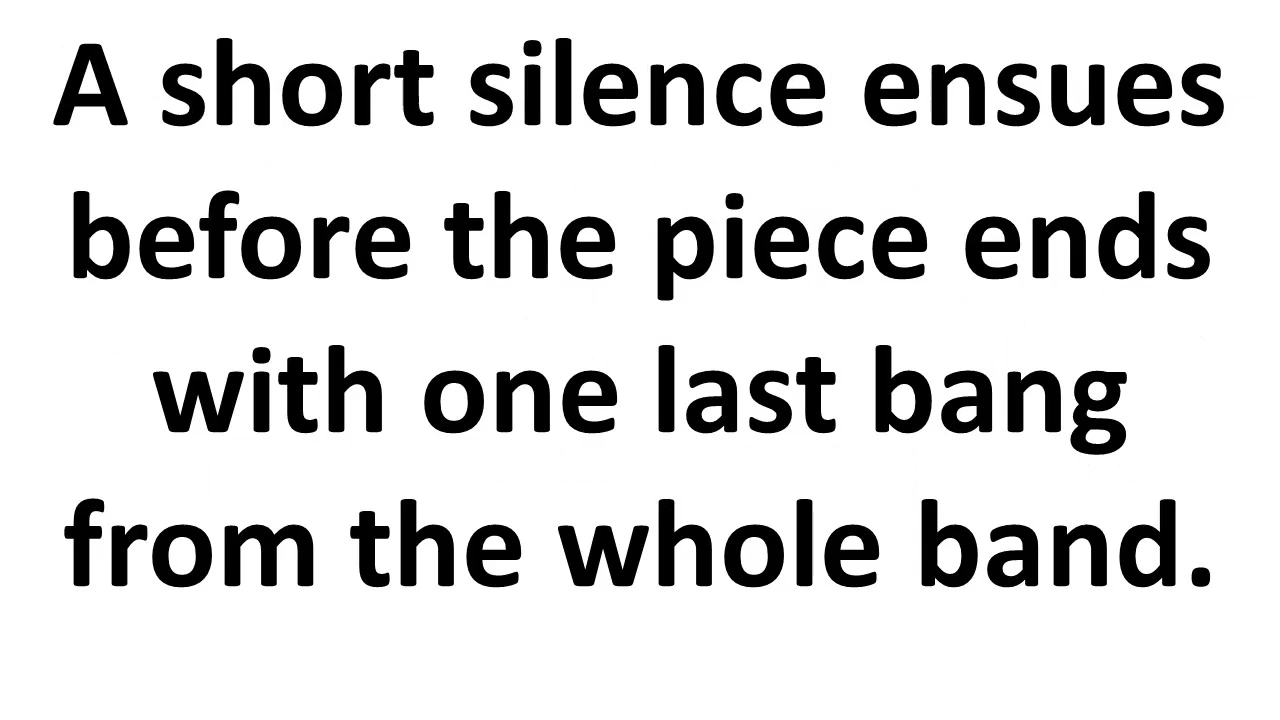 A short silence ensues
before the piece ends
with one last bang
from the whole band.